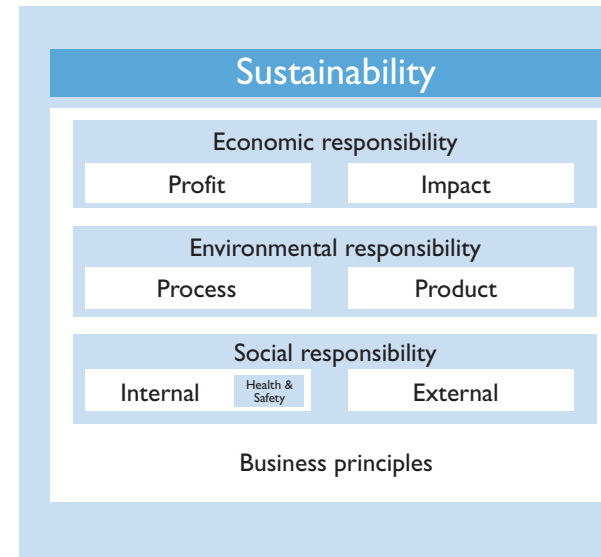 Sustainability
Economic responsibility
Profit
Impact
Environmental responsibility
Process
Product
Social responsibility
Internal
Health &
Safety
External
Business principles